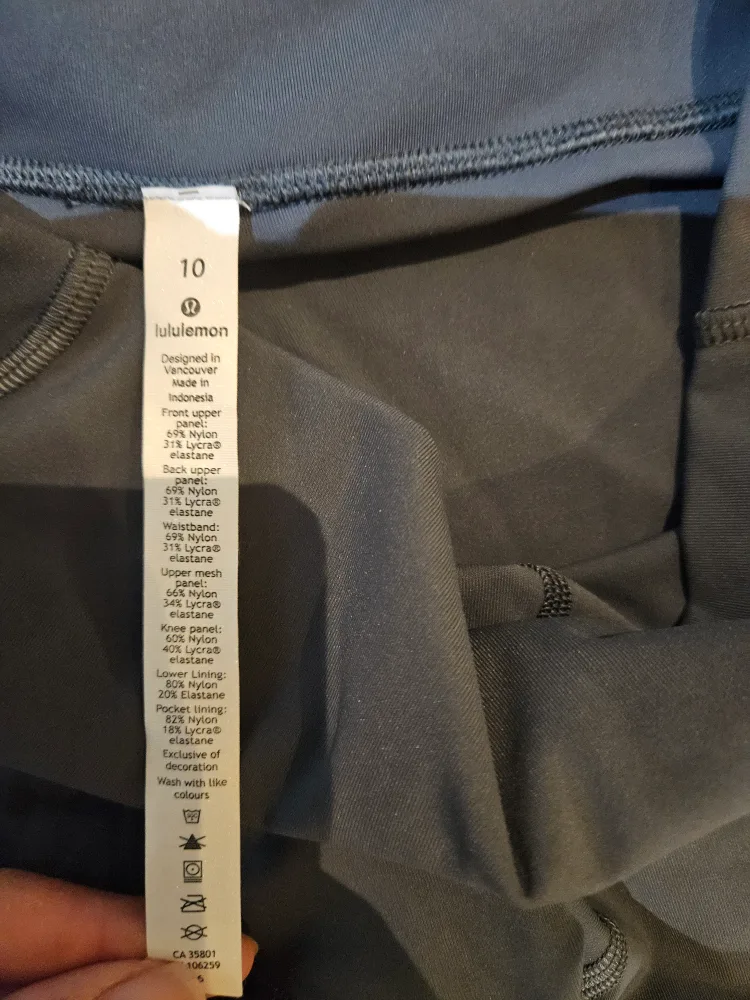 10
lululemon
Designed in
Vancouver
Made in
Indonesia
Front upper
panel:
69% Nylon
31% Lycra®
elastane
Back upper
panel:
69% Nylon
31% Lycra®
elastane
Waistband:
69% Nylon
31% Lycra®
elastane
Upper mesh
panel:
66% Nylon
34% Lycra®
elastane
Knee panel:
60% Nylon
40% Lycra®
elastane
Lower Lining:
80% Nylon
20% Elastane
Pocket lining:
82% Nylon
18% Lycra®
elastane
Exclusive of
decoration
Wash with like
colours
CA 35801
106259